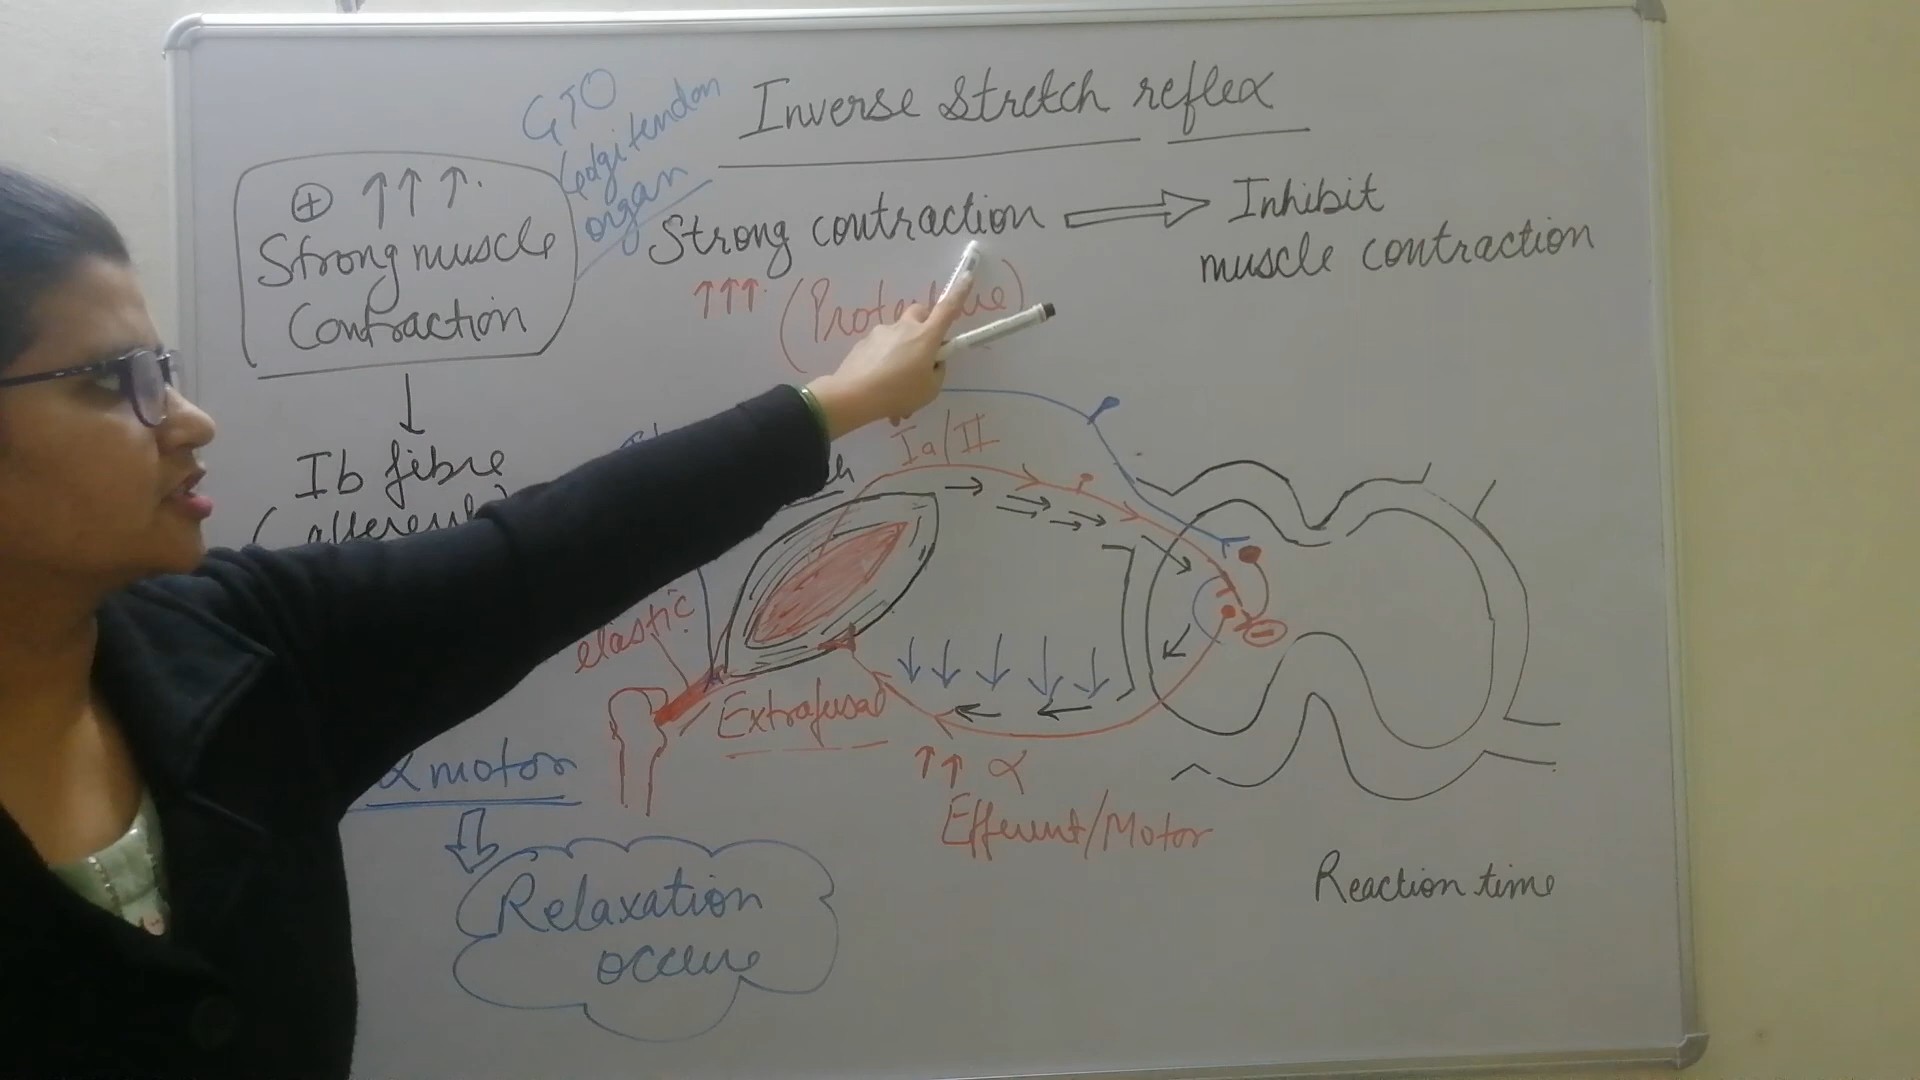 Inverse stretch reflex
GTO
Golgi tendon
organ
⊕ ↑↑↑
Strong muscle
Contraction
Strong contraction ⇒ Inhibit
muscle contraction
↑↑↑
Ib fibre
Ia/II
elastic
Extrafusal
α motor
↑↑ α
Efferent/Motor
Relaxation
occurs
Reaction time